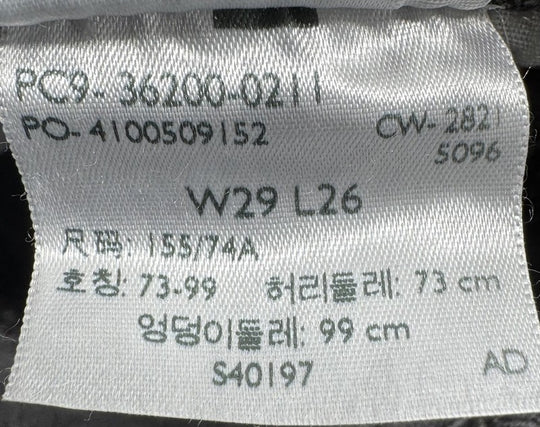 PC9- 36200-0211
PO- 4100509152
CW- 2821
5096
W29 L26
尺码: 155/74A
호칭: 73-99 허리둘레: 73 cm
엉덩이둘레: 99 cm
S40197
AD